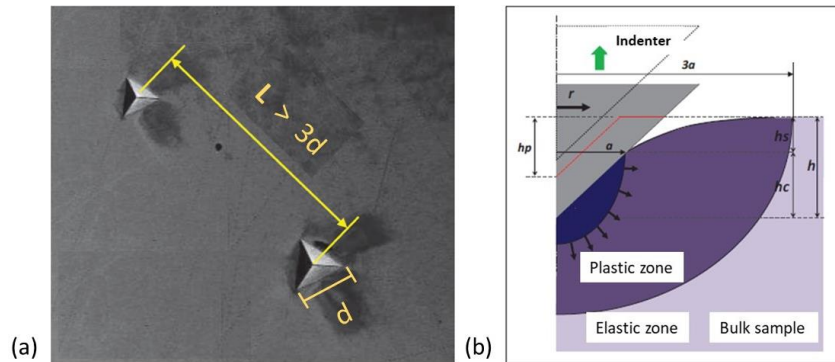 (a)
L > 3d
d
(b)
Indenter
3a
r
hp
a
hs
hc
h
Plastic zone
Elastic zone
Bulk sample